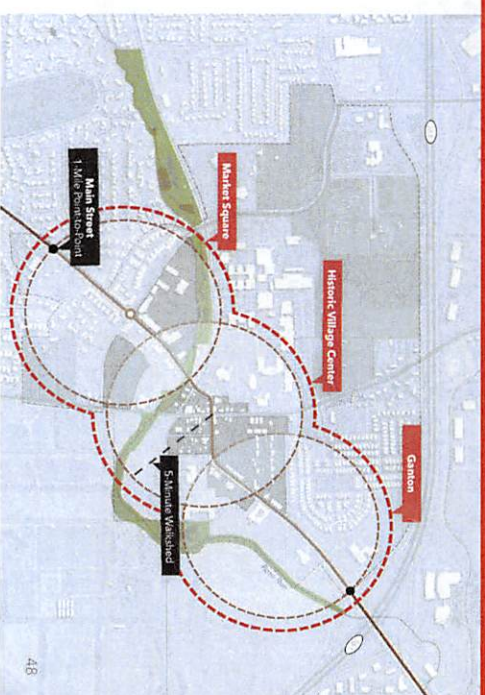 Market Square
Historic Village Center
Ganton
Main Street
1-Mile Point-to-Point
5-Minute Walkshed
48